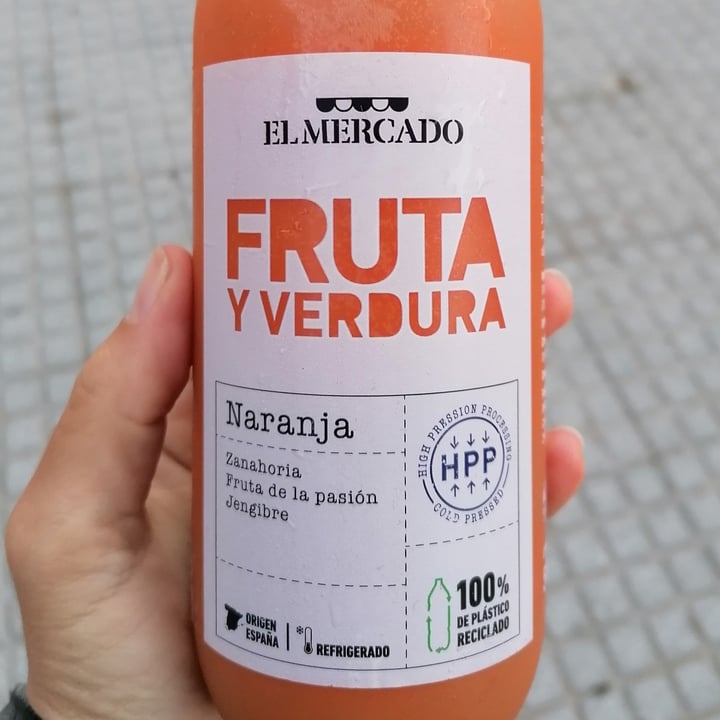 EL MERCADO
FRUTA
Y VERDURA
Naranja
Zanahoria
Fruta de la pasión
Jengibre
HIGH PRESSION PROCESSING
HPP
COLD PRESSED
ORIGEN
ESPAÑA
REFRIGERADO
100%
DE PLÁSTICO
RECICLADO